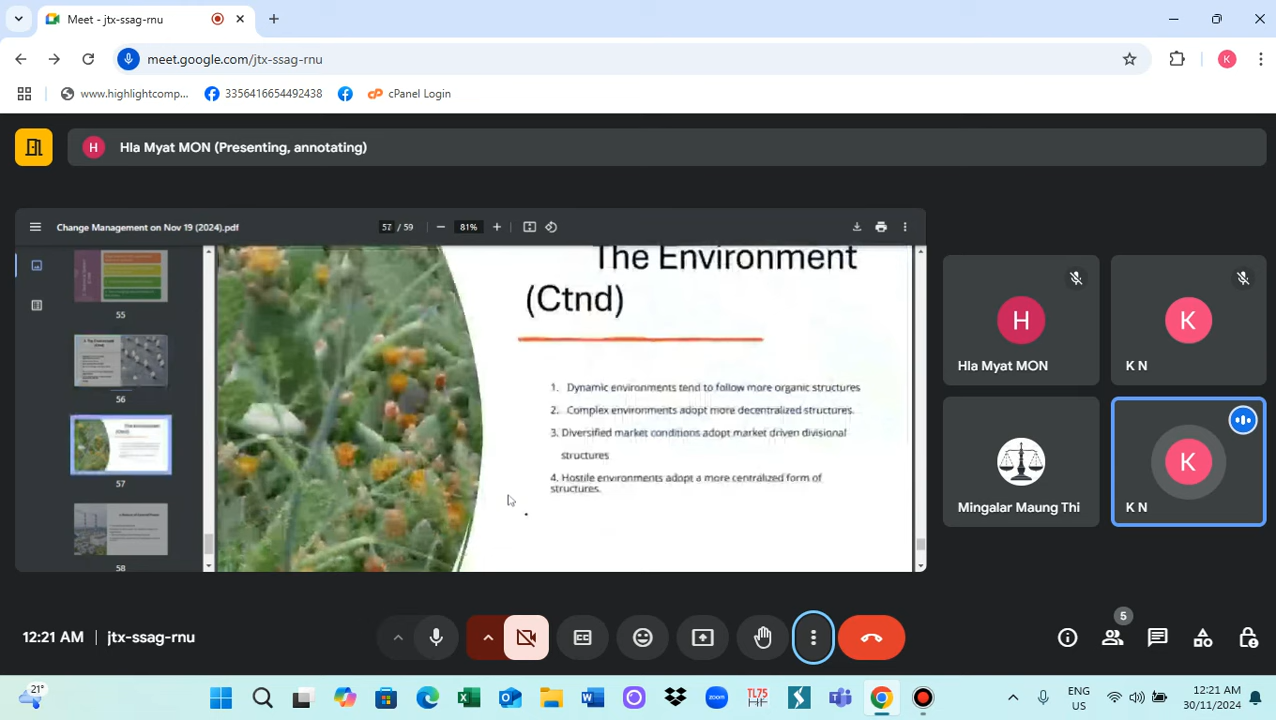 Meet - jtx-ssag-rnu
meet.google.com/jtx-ssag-rnu
K
www.highlightcomp...
3356416654492438
cPanel Login
H
Hla Myat MON (Presenting, annotating)
Change Management on Nov 19 (2024).pdf
57 / 59
81%
The Environment
(Ctnd)
1. Dynamic environments tend to follow more organic structures
2. Complex environments adopt more decentralized structures.
3. Diversified market conditions adopt market driven divisional
structures
4. Hostile environments adopt a more centralized form of
structures.
55
56
57
58
H
Hla Myat MON
K
K N
Mingalar Maung Thi
K
K N
12:21 AM
jtx-ssag-rnu
5
21°
zoom
TL75
ENG
US
12:21 AM
30/11/2024